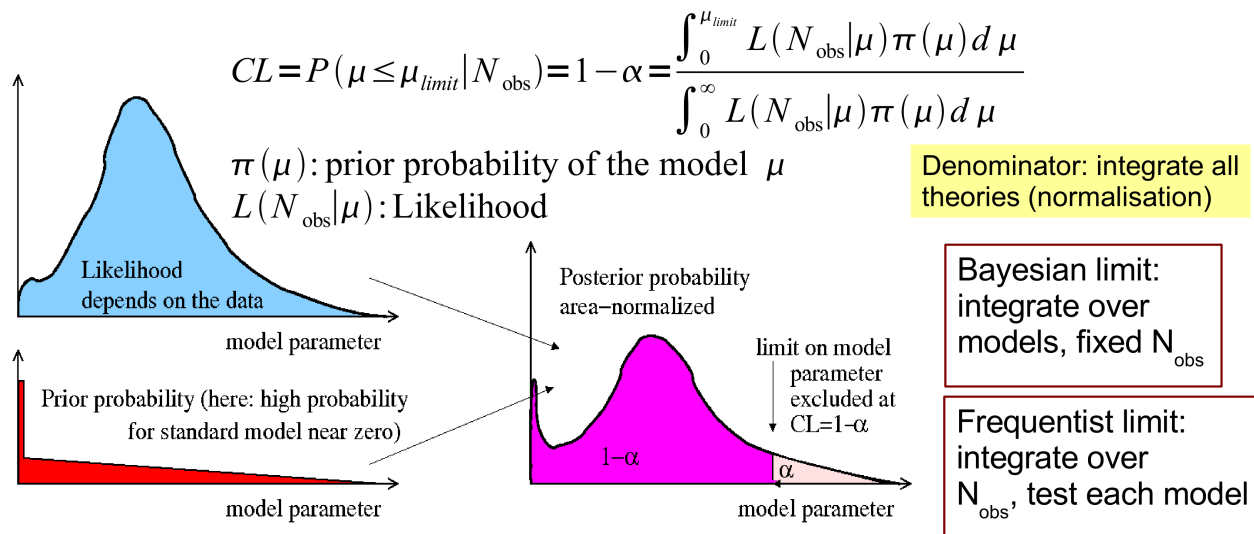 CL=P(μ≤μ_limit|N_obs)=1−α= ∫_0^μ_limit L(N_obs|μ)π(μ)d μ / ∫_0^∞ L(N_obs|μ)π(μ)d μ
π(μ): prior probability of the model μ
L(N_obs|μ): Likelihood
Denominator: integrate all
theories (normalisation)
Likelihood
depends on the data
model parameter
Prior probability (here: high probability
for standard model near zero)
model parameter
Posterior probability
area−normalized
limit on model
parameter
excluded at
CL=1−α
1−α
α
model parameter
Bayesian limit:
integrate over
models, fixed N_obs
Frequentist limit:
integrate over
N_obs, test each model